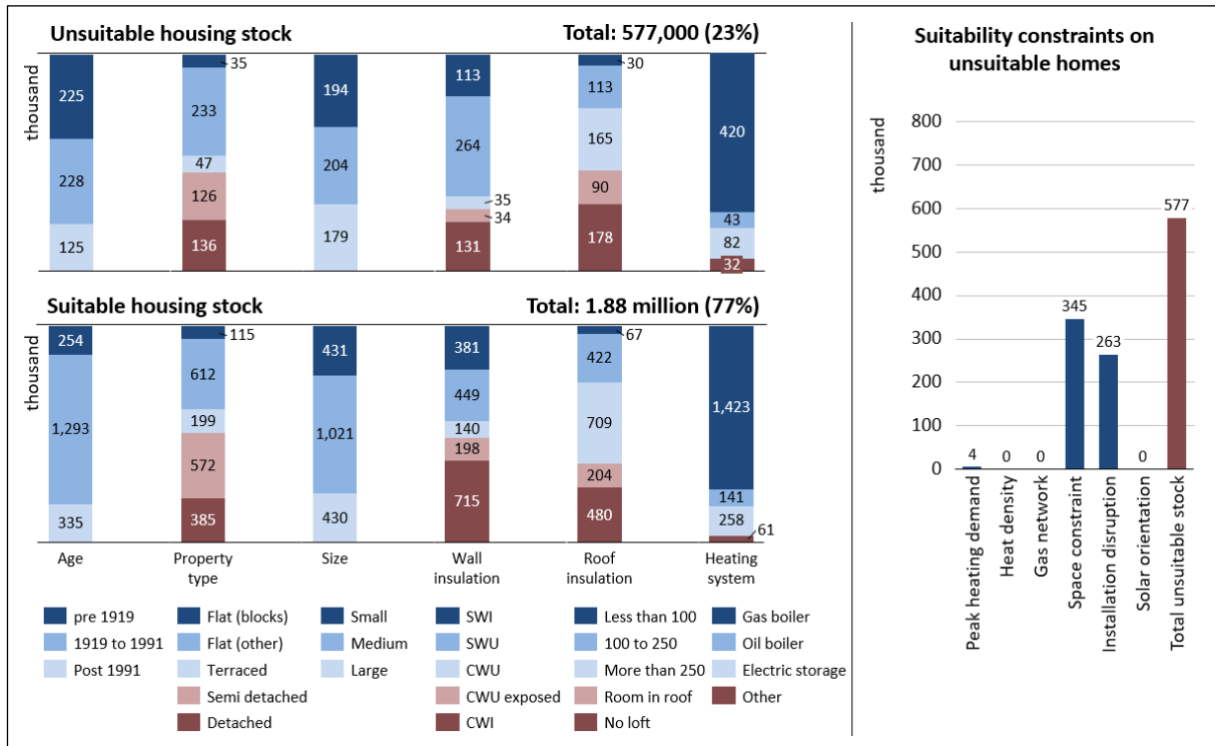 Unsuitable housing stock Total: 577,000 (23%)
thousand
225
228
125
35
233
47
126
136
194
204
179
113
264
35
34
131
30
113
165
90
178
420
43
82
32
Suitable housing stock Total: 1.88 million (77%)
thousand
254
1,293
335
115
612
199
572
385
431
1,021
430
381
449
140
198
715
67
422
709
204
480
1,423
141
258
61
Age
Property
type
Size
Wall
insulation
Roof
insulation
Heating
system
pre 1919
1919 to 1991
Post 1991
Flat (blocks)
Flat (other)
Terraced
Semi detached
Detached
Small
Medium
Large
SWI
SWU
CWU
CWU exposed
CWI
Less than 100
100 to 250
More than 250
Room in roof
No loft
Gas boiler
Oil boiler
Electric storage
Other
Suitability constraints on
unsuitable homes
thousand
800
700
600
500
400
300
200
100
0
4
0
0
345
263
0
577
Peak heating demand
Heat density
Gas network
Space constraint
Installation disruption
Solar orientation
Total unsuitable stock